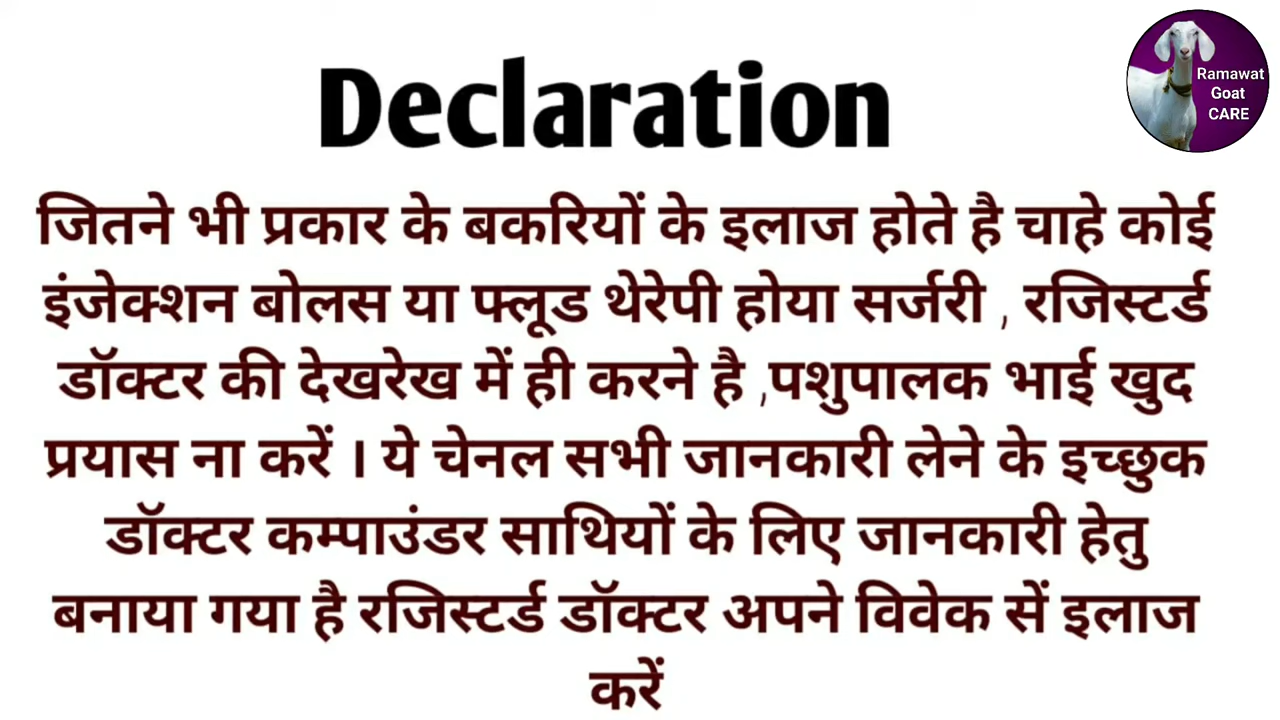 Declaration
Ramawat
Goat
CARE
जितने भी प्रकार के बकरियों के इलाज होते है चाहे कोई
इंजेक्शन बोलस या फ्लूड थेरेपी होया सर्जरी , रजिस्टर्ड
डॉक्टर की देखरेख में ही करने है ,पशुपालक भाई खुद
प्रयास ना करें । ये चेनल सभी जानकारी लेने के इच्छुक
डॉक्टर कम्पाउंडर साथियों के लिए जानकारी हेतु
बनाया गया है रजिस्टर्ड डॉक्टर अपने विवेक सें इलाज
करें